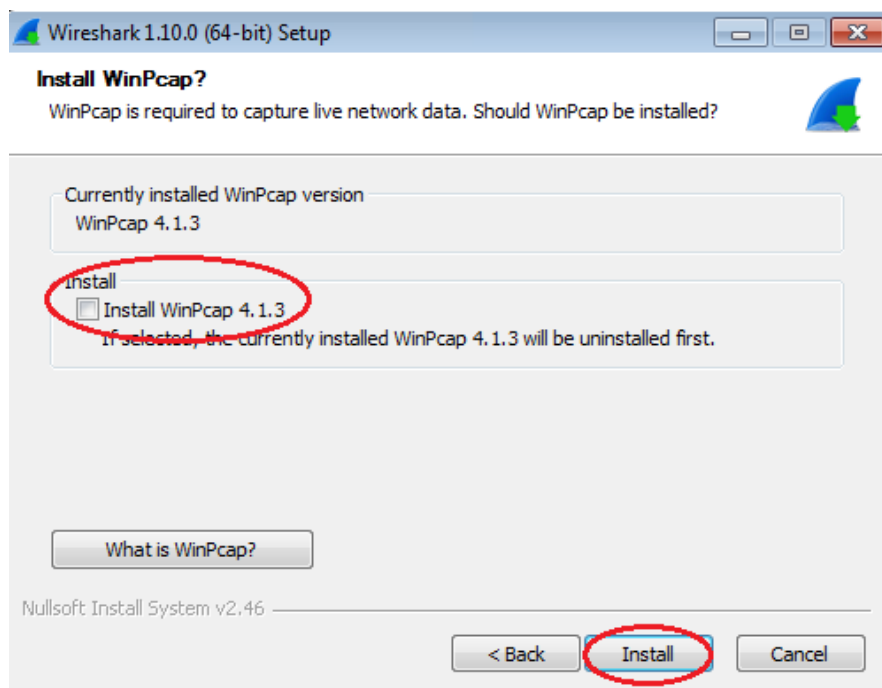 Wireshark 1.10.0 (64-bit) Setup
Install WinPcap?
WinPcap is required to capture live network data. Should WinPcap be installed?
Currently installed WinPcap version
WinPcap 4.1.3
Install
Install WinPcap 4.1.3
If selected, the currently installed WinPcap 4.1.3 will be uninstalled first.
What is WinPcap?
Nullsoft Install System v2.46
< Back Install Cancel